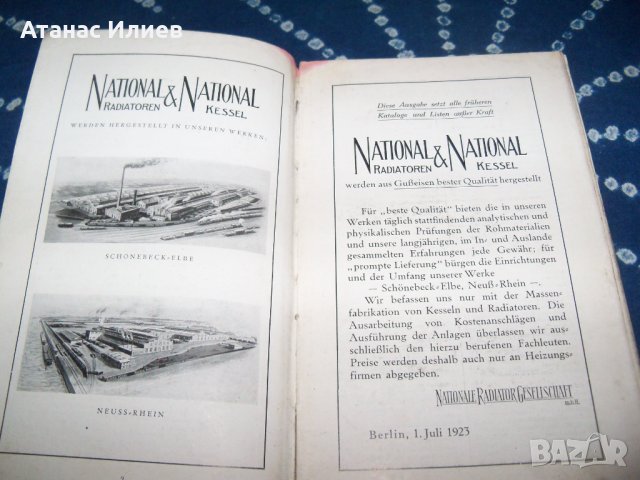 Атанас Илиев
NATIONAL & NATIONAL
RADIATOREN KESSEL
WERDEN HERGESTELLT IN UNSEREN WERKEN:
SCHÖNEBECK-ELBE
NEUSS-RHEIN
2
Diese Ausgabe setzt alle früheren
Kataloge und Listen außer Kraft
NATIONAL & NATIONAL
RADIATOREN KESSEL
werden aus Gußeisen bester Qualität hergestellt
Für „beste Qualität" bieten die in unseren
Werken täglich stattfindenden analytischen und
physikalischen Prüfungen der Rohmaterialien
und unsere langjährigen, im In- und Auslande
gesammelten Erfahrungen jede Gewähr; für
„prompte Lieferung" bürgen die Einrichtungen
und der Umfang unserer Werke
— Schönebeck-Elbe, Neuß-Rhein —.
Wir befassen uns nur mit der Massen-
fabrikation von Kesseln und Radiatoren. Die
Ausarbeitung von Kostenanschlägen und
Ausführung der Anlagen überlassen wir aus-
schließlich den hierzu berufenen Fachleuten.
Preise werden deshalb auch nur an Heizungs-
firmen abgegeben.
NATIONALE RADIATOR GESELLSCHAFT
m.b.H.
Berlin, 1. Juli 1923
BAZAR
bg